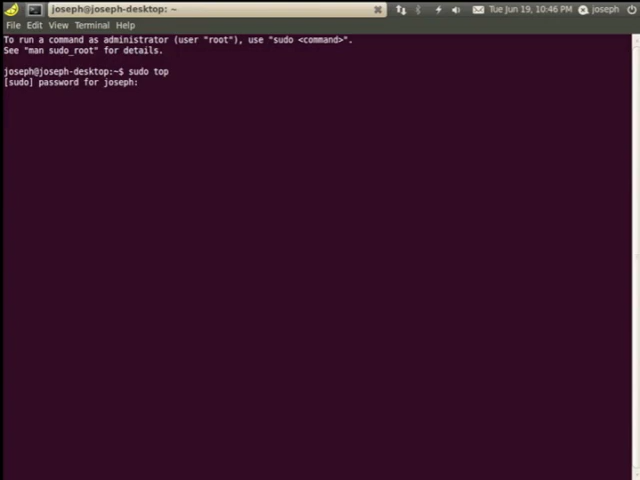 joseph@joseph-desktop: ~
Tue Jun 19, 10:46 PM
joseph
File Edit View Terminal Help
To run a command as administrator (user "root"), use "sudo <command>".
See "man sudo_root" for details.
joseph@joseph-desktop:~$ sudo top
[sudo] password for joseph: